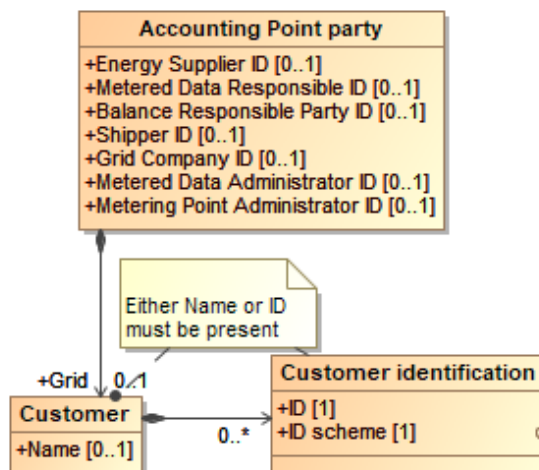 Accounting Point party
+Energy Supplier ID [0..1]
+Metered Data Responsible ID [0..1]
+Balance Responsible Party ID [0..1]
+Shipper ID [0..1]
+Grid Company ID [0..1]
+Metered Data Administrator ID [0..1]
+Metering Point Administrator ID [0..1]
Either Name or ID
must be present
+Grid 0..1
Customer
+Name [0..1]
0..*
Customer identification
+ID [1]
+ID scheme [1]